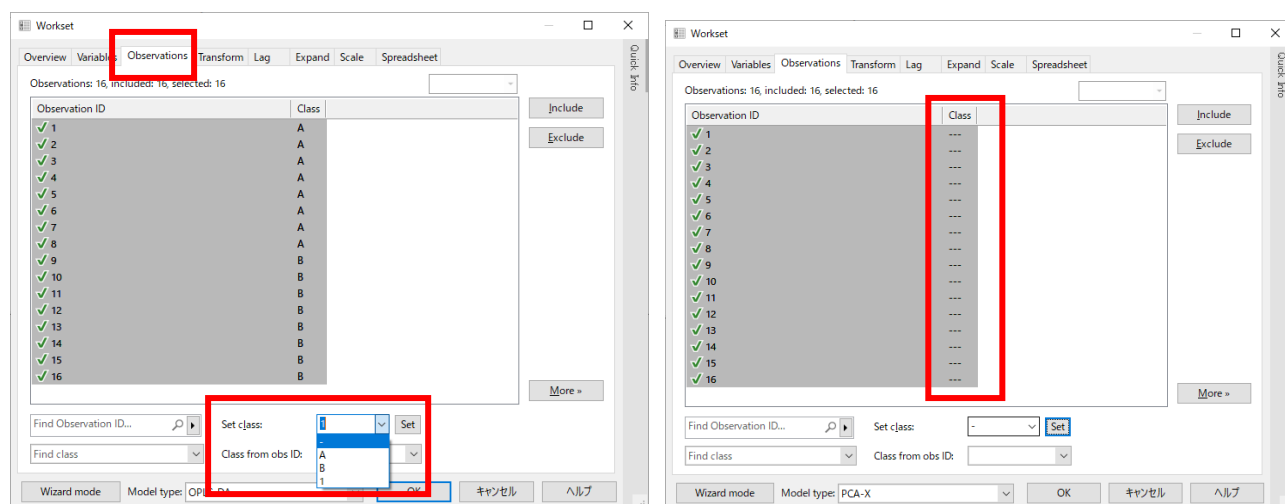 Workset
Overview Variables Observations Transform Lag Expand Scale Spreadsheet
Quick Info
Observations: 16, included: 16, selected: 16
Observation ID Class
Include
Exclude
1 A
2 A
3 A
4 A
5 A
6 A
7 A
8 A
9 B
10 B
11 B
12 B
13 B
14 B
15 B
16 B
More »
Find Observation ID... Set class: 1 Set
Find class Class from obs ID:
-
A
B
1
Wizard mode Model type: OPLS-DA OK キャンセル ヘルプ
Workset
Overview Variables Observations Transform Lag Expand Scale Spreadsheet
Quick Info
Observations: 16, included: 16, selected: 16
Observation ID Class
Include
Exclude
1 ---
2 ---
3 ---
4 ---
5 ---
6 ---
7 ---
8 ---
9 ---
10 ---
11 ---
12 ---
13 ---
14 ---
15 ---
16 ---
More »
Find Observation ID... Set class: - Set
Find class Class from obs ID:
Wizard mode Model type: PCA-X OK キャンセル ヘルプ